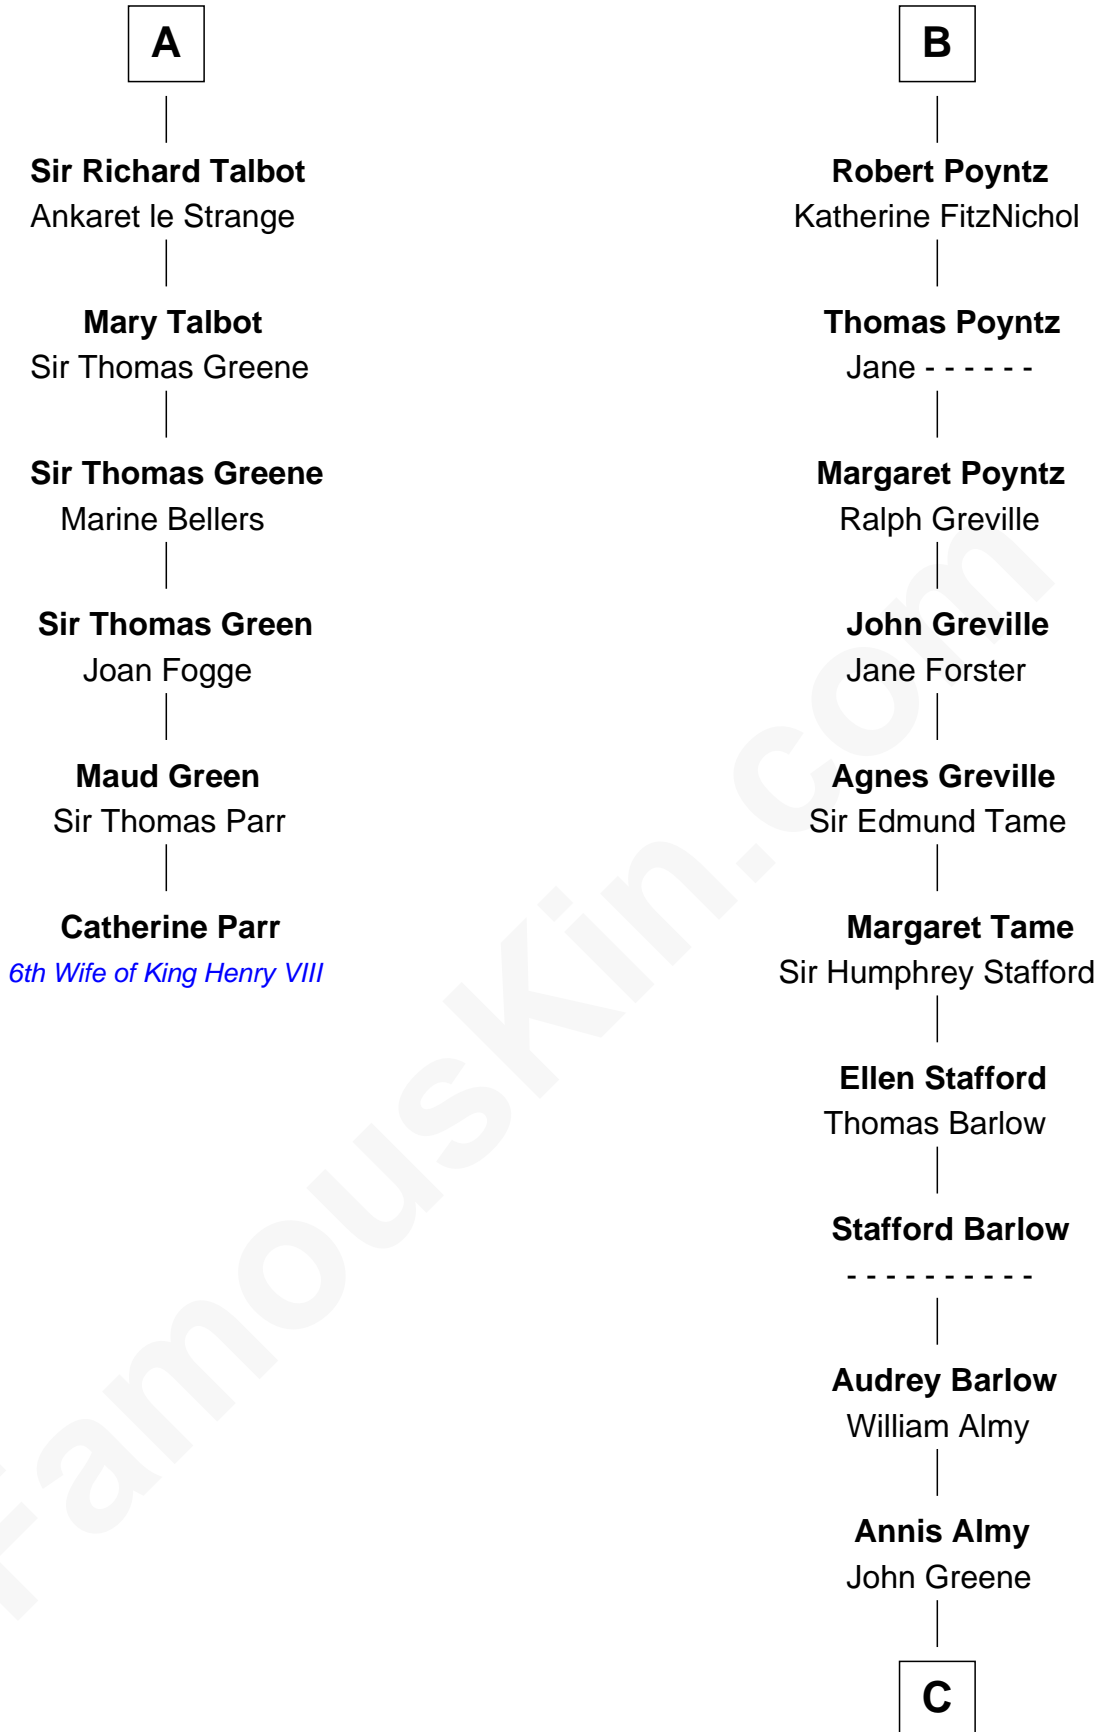 A
Sir Richard Talbot
Ankaret le Strange
Mary Talbot
Sir Thomas Greene
Sir Thomas Greene
Marine Bellers
Sir Thomas Green
Joan Fogge
Maud Green
Sir Thomas Parr
Catherine Parr
6th Wife of King Henry VIII
B
Robert Poyntz
Katherine FitzNichol
Thomas Poyntz
Jane - - - - - -
Margaret Poyntz
Ralph Greville
John Greville
Jane Forster
Agnes Greville
Sir Edmund Tame
Margaret Tame
Sir Humphrey Stafford
Ellen Stafford
Thomas Barlow
Stafford Barlow
- - - - - - - - - -
Audrey Barlow
William Almy
Annis Almy
John Greene
C
FamousKin.com